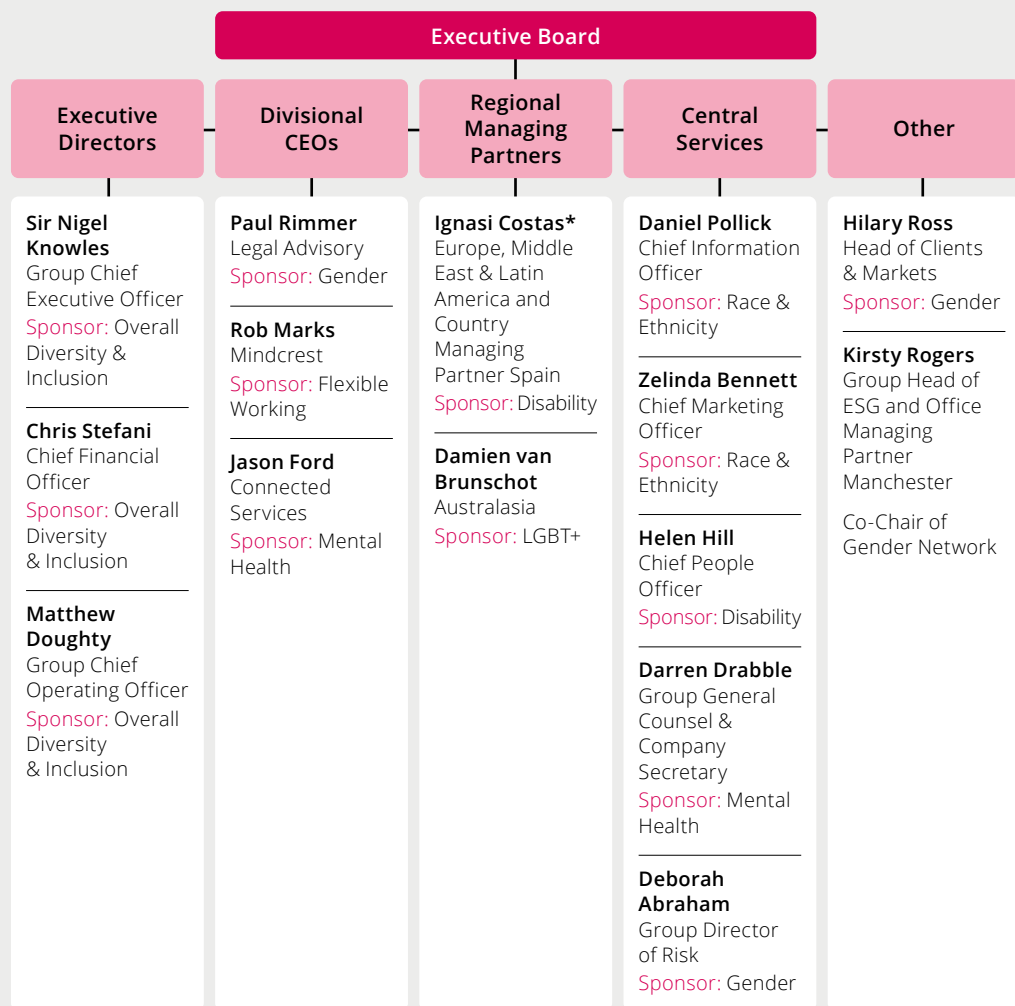 Executive Board
Executive
Directors
Divisional
CEOs
Regional
Managing
Partners
Central
Services
Other
Sir Nigel
Knowles
Group Chief
Executive Officer
Sponsor: Overall
Diversity &
Inclusion
Chris Stefani
Chief Financial
Officer
Sponsor: Overall
Diversity
& Inclusion
Matthew
Doughty
Group Chief
Operating Officer
Sponsor: Overall
Diversity
& Inclusion
Paul Rimmer
Legal Advisory
Sponsor: Gender
Rob Marks
Mindcrest
Sponsor: Flexible
Working
Jason Ford
Connected
Services
Sponsor: Mental
Health
Ignasi Costas*
Europe, Middle
East & Latin
America and
Country
Managing
Partner Spain
Sponsor: Disability
Damien van
Brunschot
Australasia
Sponsor: LGBT+
Daniel Pollick
Chief Information
Officer
Sponsor: Race &
Ethnicity
Zelinda Bennett
Chief Marketing
Officer
Sponsor: Race &
Ethnicity
Helen Hill
Chief People
Officer
Sponsor: Disability
Darren Drabble
Group General
Counsel &
Company
Secretary
Sponsor: Mental
Health
Deborah
Abraham
Group Director
of Risk
Sponsor: Gender
Hilary Ross
Head of Clients
& Markets
Sponsor: Gender
Kirsty Rogers
Group Head of
ESG and Office
Managing
Partner
Manchester
Co-Chair of
Gender Network